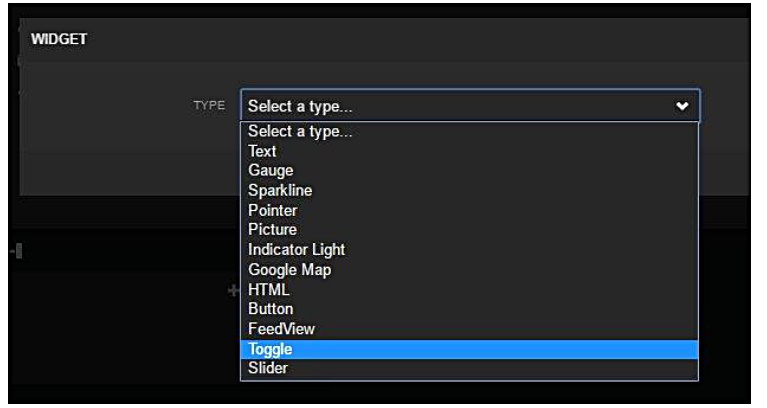 WIDGET
TYPE Select a type...
Select a type...
Text
Gauge
Sparkline
Pointer
Picture
Indicator Light
Google Map
HTML
Button
FeedView
Toggle
Slider